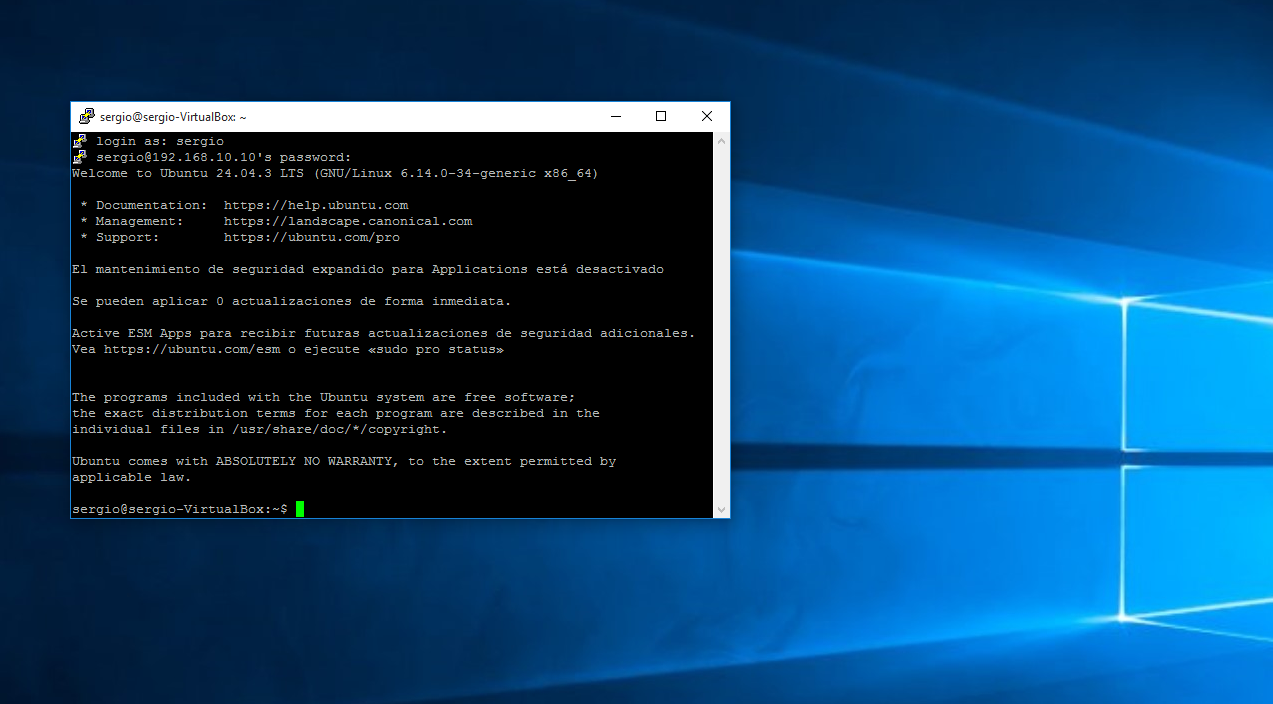 sergio@sergio-VirtualBox: ~
login as: sergio
sergio@192.168.10.10's password:
Welcome to Ubuntu 24.04.3 LTS (GNU/Linux 6.14.0-34-generic x86_64)
* Documentation:  https://help.ubuntu.com
* Management:     https://landscape.canonical.com
* Support:        https://ubuntu.com/pro
El mantenimiento de seguridad expandido para Applications está desactivado
Se pueden aplicar 0 actualizaciones de forma inmediata.
Active ESM Apps para recibir futuras actualizaciones de seguridad adicionales.
Vea https://ubuntu.com/esm o ejecute «sudo pro status»
The programs included with the Ubuntu system are free software;
the exact distribution terms for each program are described in the
individual files in /usr/share/doc/*/copyright.
Ubuntu comes with ABSOLUTELY NO WARRANTY, to the extent permitted by
applicable law.
sergio@sergio-VirtualBox:~$